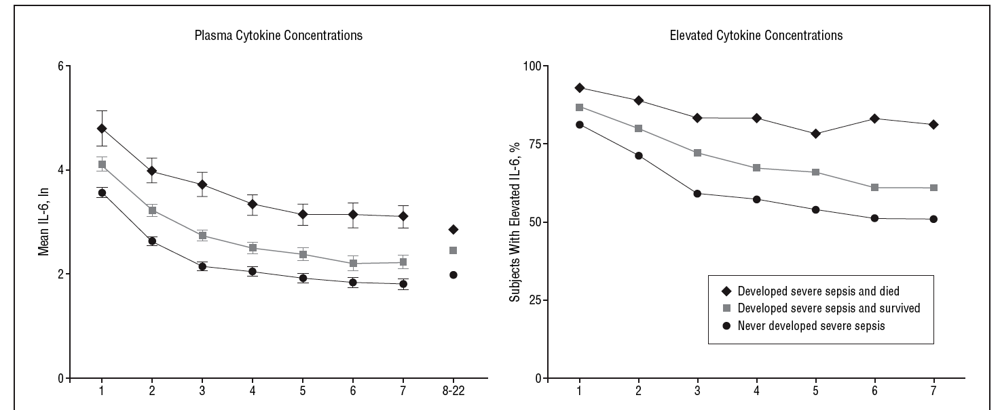 Plasma Cytokine Concentrations
6
4
2
0
Mean IL-6, ln
1 2 3 4 5 6 7 8-22
Elevated Cytokine Concentrations
100
75
50
25
0
Subjects With Elevated IL-6, %
Developed severe sepsis and died
Developed severe sepsis and survived
Never developed severe sepsis
1 2 3 4 5 6 7